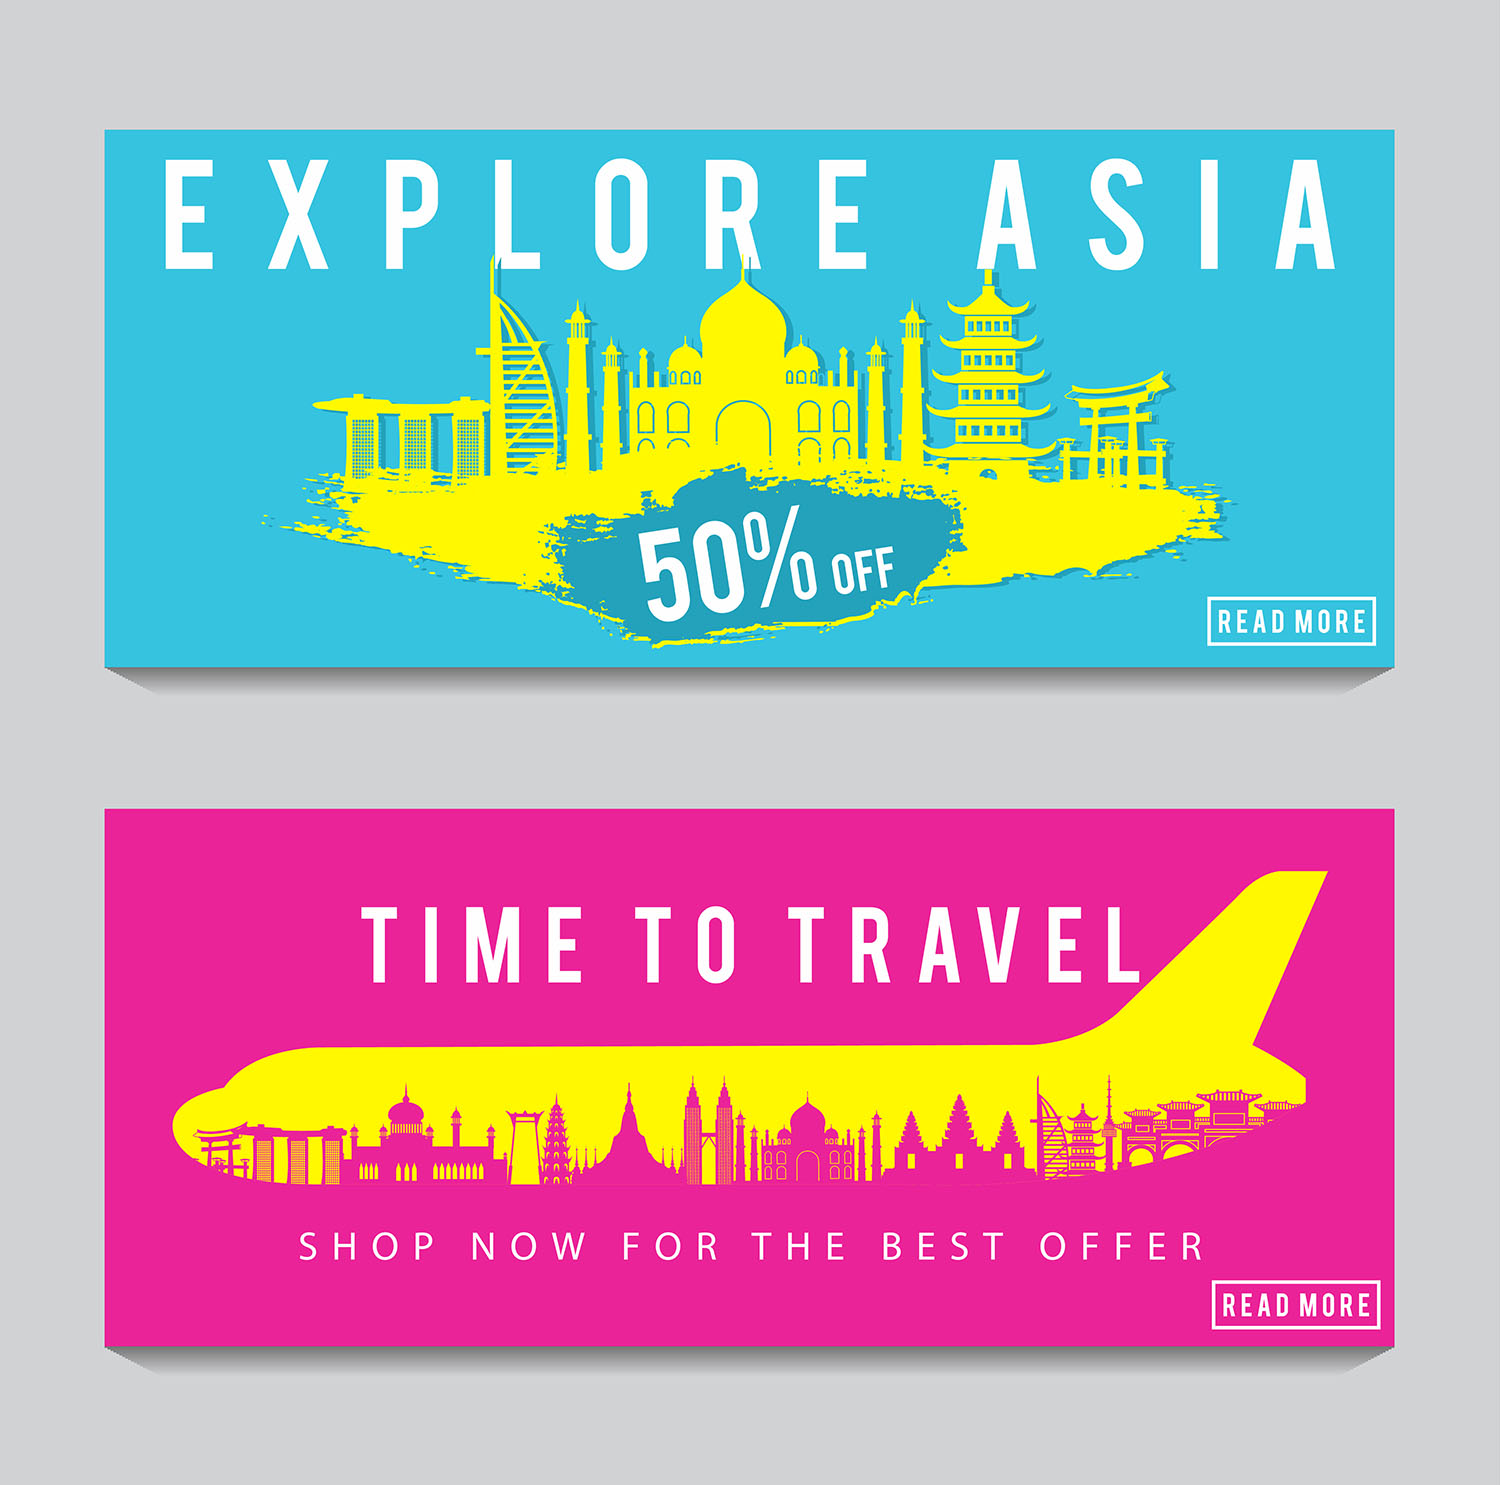 EXPLORE ASIA
50% OFF
READ MORE
TIME TO TRAVEL
SHOP NOW FOR THE BEST OFFER
READ MORE